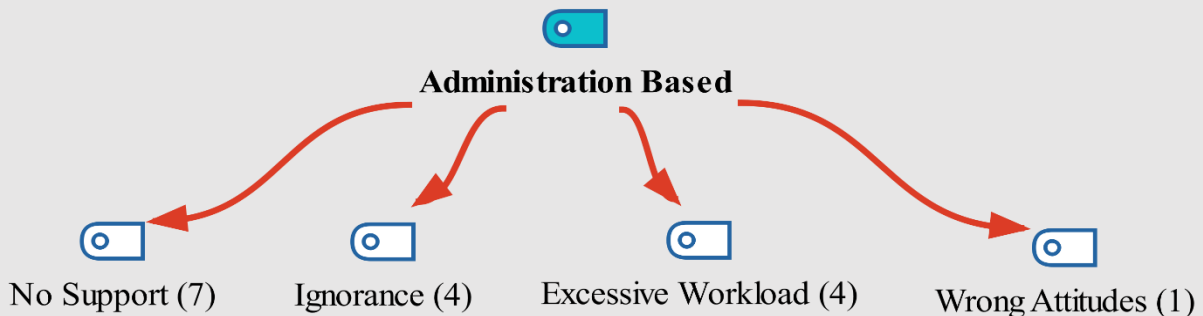 Administration Based
No Support (7)
Ignorance (4)
Excessive Workload (4)
Wrong Attitudes (1)